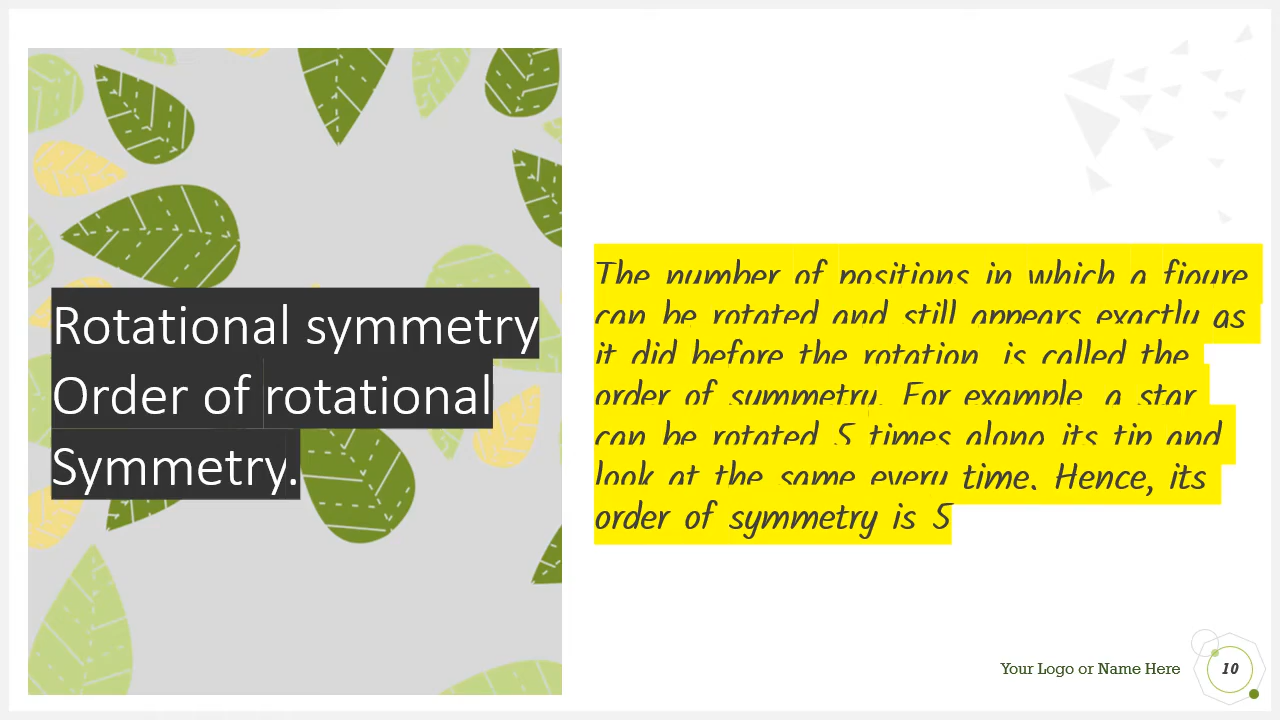 Rotational symmetry
Order of rotational
Symmetry.
The number of positions in which a figure
can be rotated and still appears exactly as
it did before the rotation, is called the
order of symmetry. For example, a star
can be rotated 5 times along its tip and
look at the same every time. Hence, its
order of symmetry is 5
Your Logo or Name Here
10